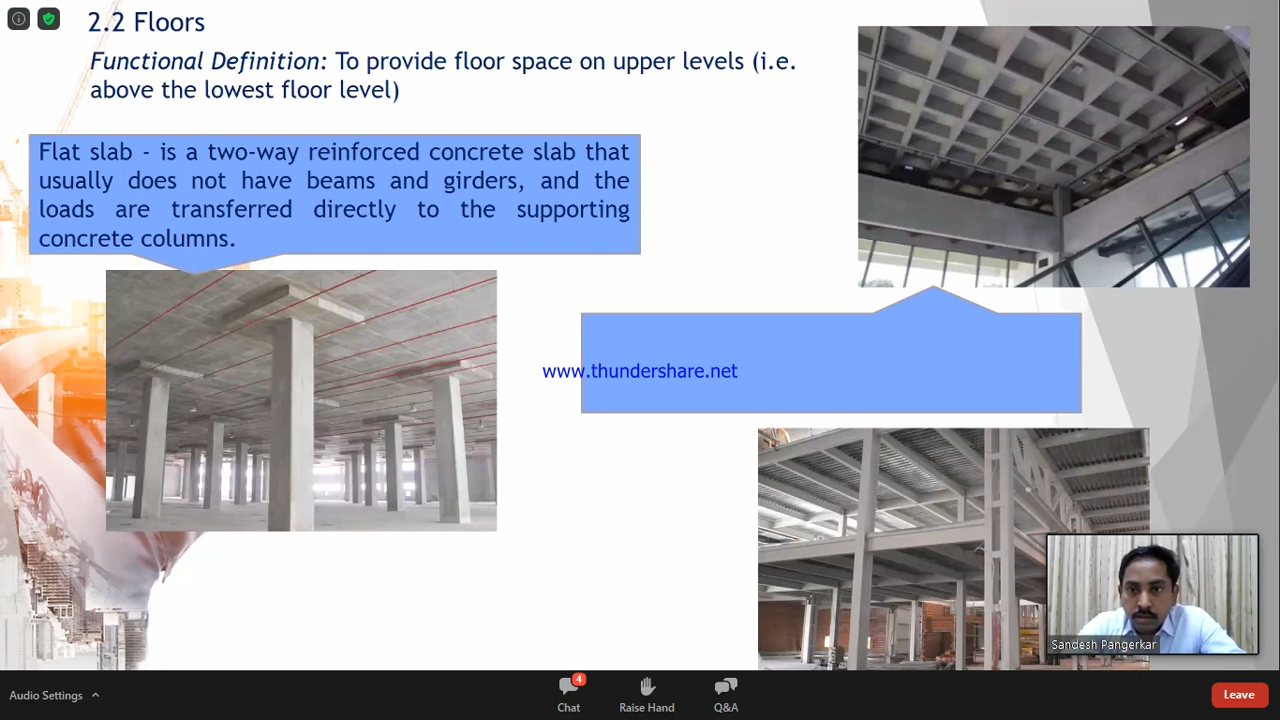 2.2 Floors
Functional Definition: To provide floor space on upper levels (i.e.
above the lowest floor level)
Flat slab - is a two-way reinforced concrete slab that
usually does not have beams and girders, and the
loads are transferred directly to the supporting
concrete columns.
www.thundershare.net
Sandesh Pangerkar
Audio Settings
4
Chat
Raise Hand
Q&A
Leave